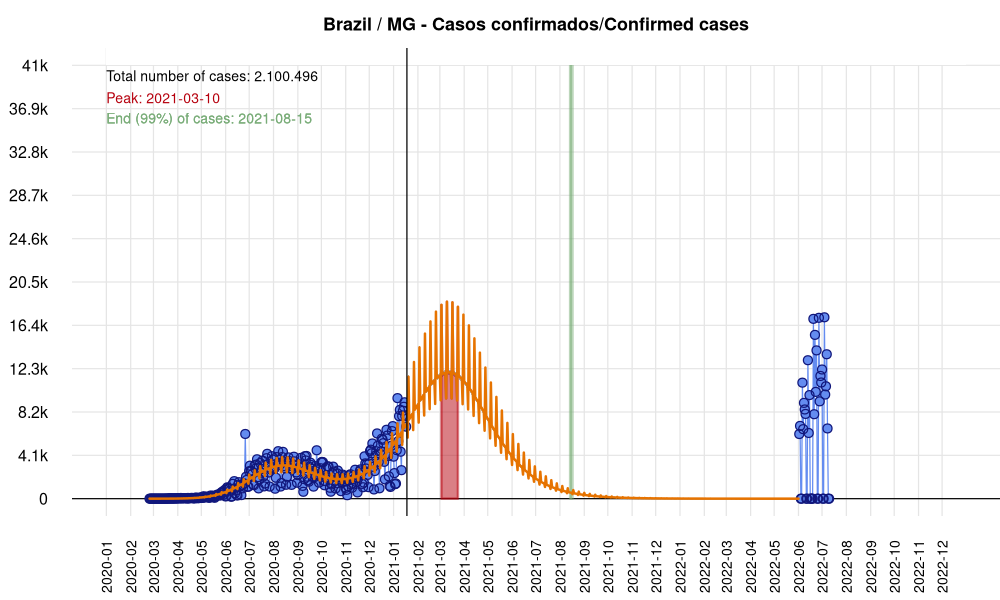 Brazil / MG - Casos confirmados/Confirmed cases
Total number of cases: 2.100.496
Peak: 2021-03-10
End (99%) of cases: 2021-08-15
41k
36.9k
32.8k
28.7k
24.6k
20.5k
16.4k
12.3k
8.2k
4.1k
0
2020-01
2020-02
2020-03
2020-04
2020-05
2020-06
2020-07
2020-08
2020-09
2020-10
2020-11
2020-12
2021-01
2021-02
2021-03
2021-04
2021-05
2021-06
2021-07
2021-08
2021-09
2021-10
2021-11
2021-12
2022-01
2022-02
2022-03
2022-04
2022-05
2022-06
2022-07
2022-08
2022-09
2022-10
2022-11
2022-12